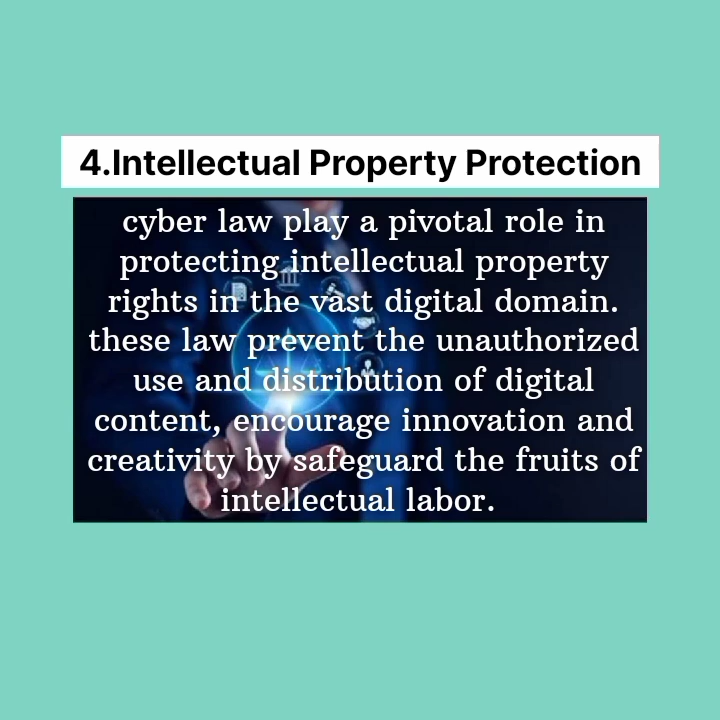 4.Intellectual Property Protection
cyber law play a pivotal role in
protecting intellectual property
rights in the vast digital domain.
these law prevent the unauthorized
use and distribution of digital
content, encourage innovation and
creativity by safeguard the fruits of
intellectual labor.